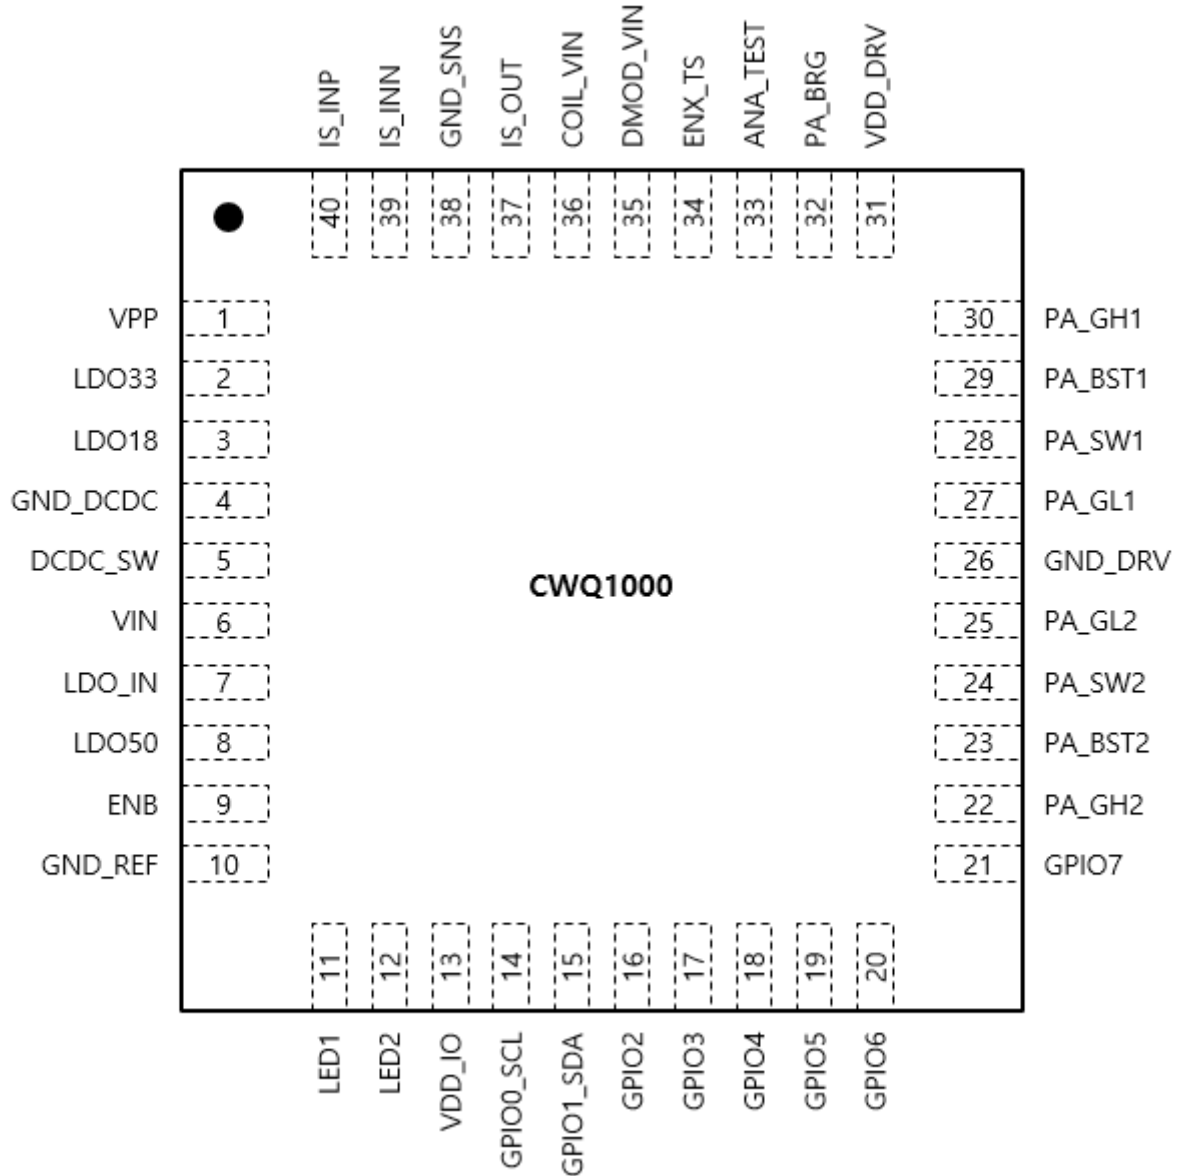 IS_INP
IS_INN
GND_SNS
IS_OUT
COIL_VIN
DMOD_VIN
ENX_TS
ANA_TEST
PA_BRG
VDD_DRV
40
39
38
37
36
35
34
33
32
31
VPP 1
30 PA_GH1
LDO33 2
29 PA_BST1
LDO18 3
28 PA_SW1
GND_DCDC 4
27 PA_GL1
DCDC_SW 5
26 GND_DRV
CWQ1000
VIN 6
25 PA_GL2
LDO_IN 7
24 PA_SW2
LDO50 8
23 PA_BST2
ENB 9
22 PA_GH2
GND_REF 10
21 GPIO7
11
12
13
14
15
16
17
18
19
20
LED1
LED2
VDD_IO
GPIO0_SCL
GPIO1_SDA
GPIO2
GPIO3
GPIO4
GPIO5
GPIO6